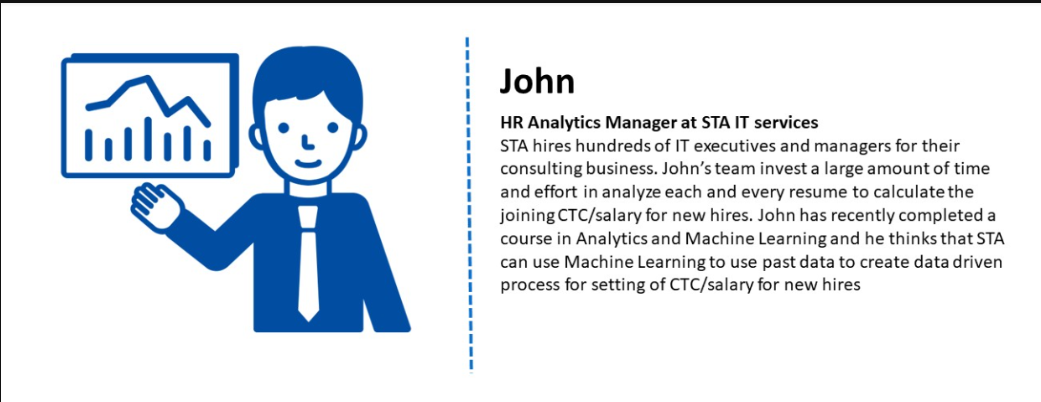 John
HR Analytics Manager at STA IT services
STA hires hundreds of IT executives and managers for their
consulting business. John’s team invest a large amount of time
and effort in analyze each and every resume to calculate the
joining CTC/salary for new hires. John has recently completed a
course in Analytics and Machine Learning and he thinks that STA
can use Machine Learning to use past data to create data driven
process for setting of CTC/salary for new hires